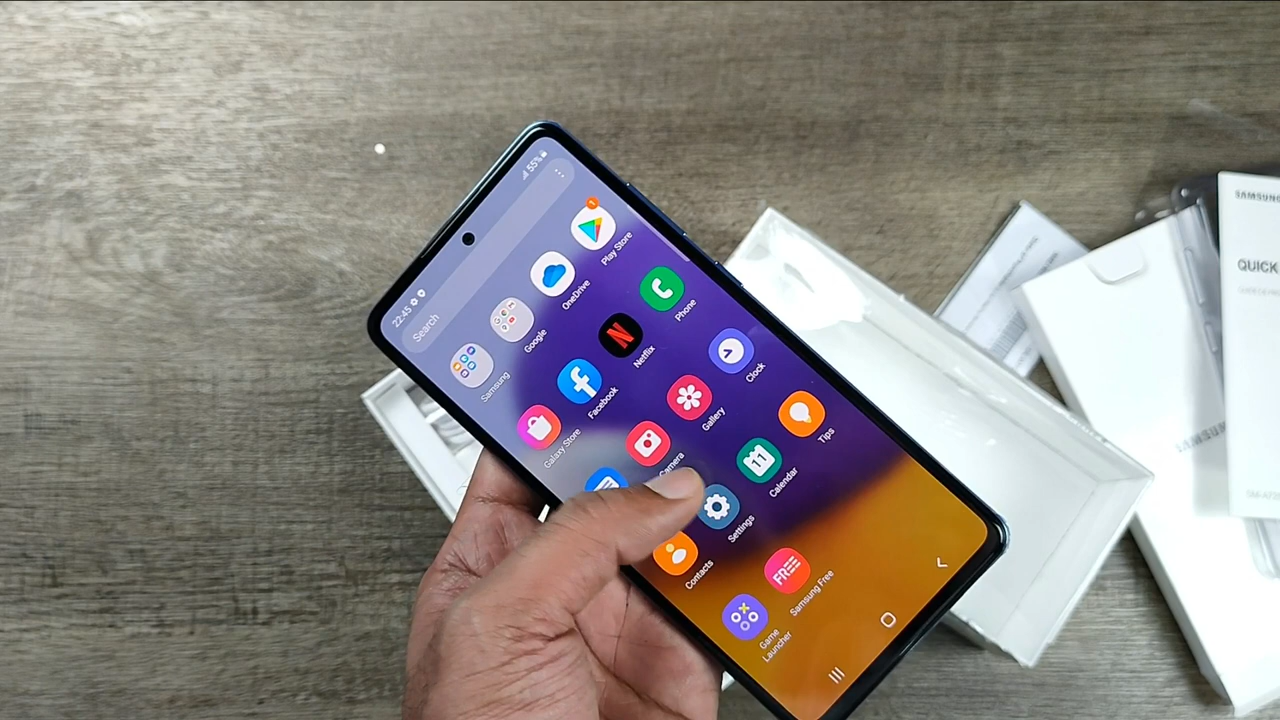 22:45
55%
Search
Samsung
Google
OneDrive
Play Store
Galaxy Store
Facebook
Netflix
Phone
Camera
Gallery
Clock
Contacts
Settings
11
Calendar
Tips
Game
Launcher
FREE
Samsung Free
SAMSUNG
QUICK
SAMSUNG